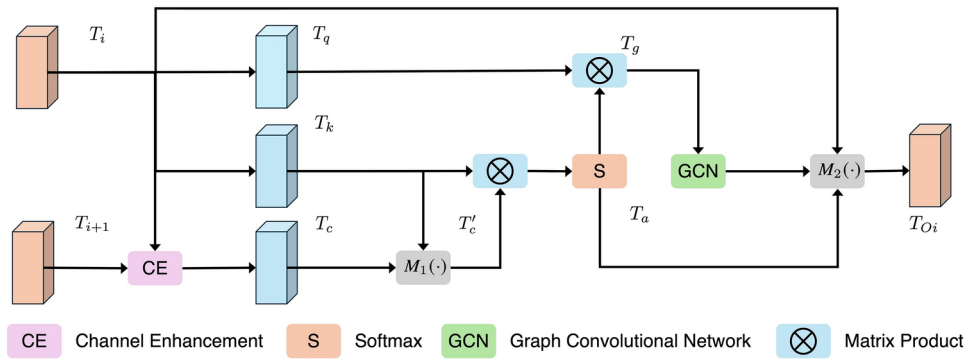 T_i
T_q
T_g
T_k
S
GCN
M_2(·)
T_{i+1}
T_c
T'_c
T_a
T_{Oi}
CE
M_1(·)
CE Channel Enhancement S Softmax GCN Graph Convolutional Network Matrix Product